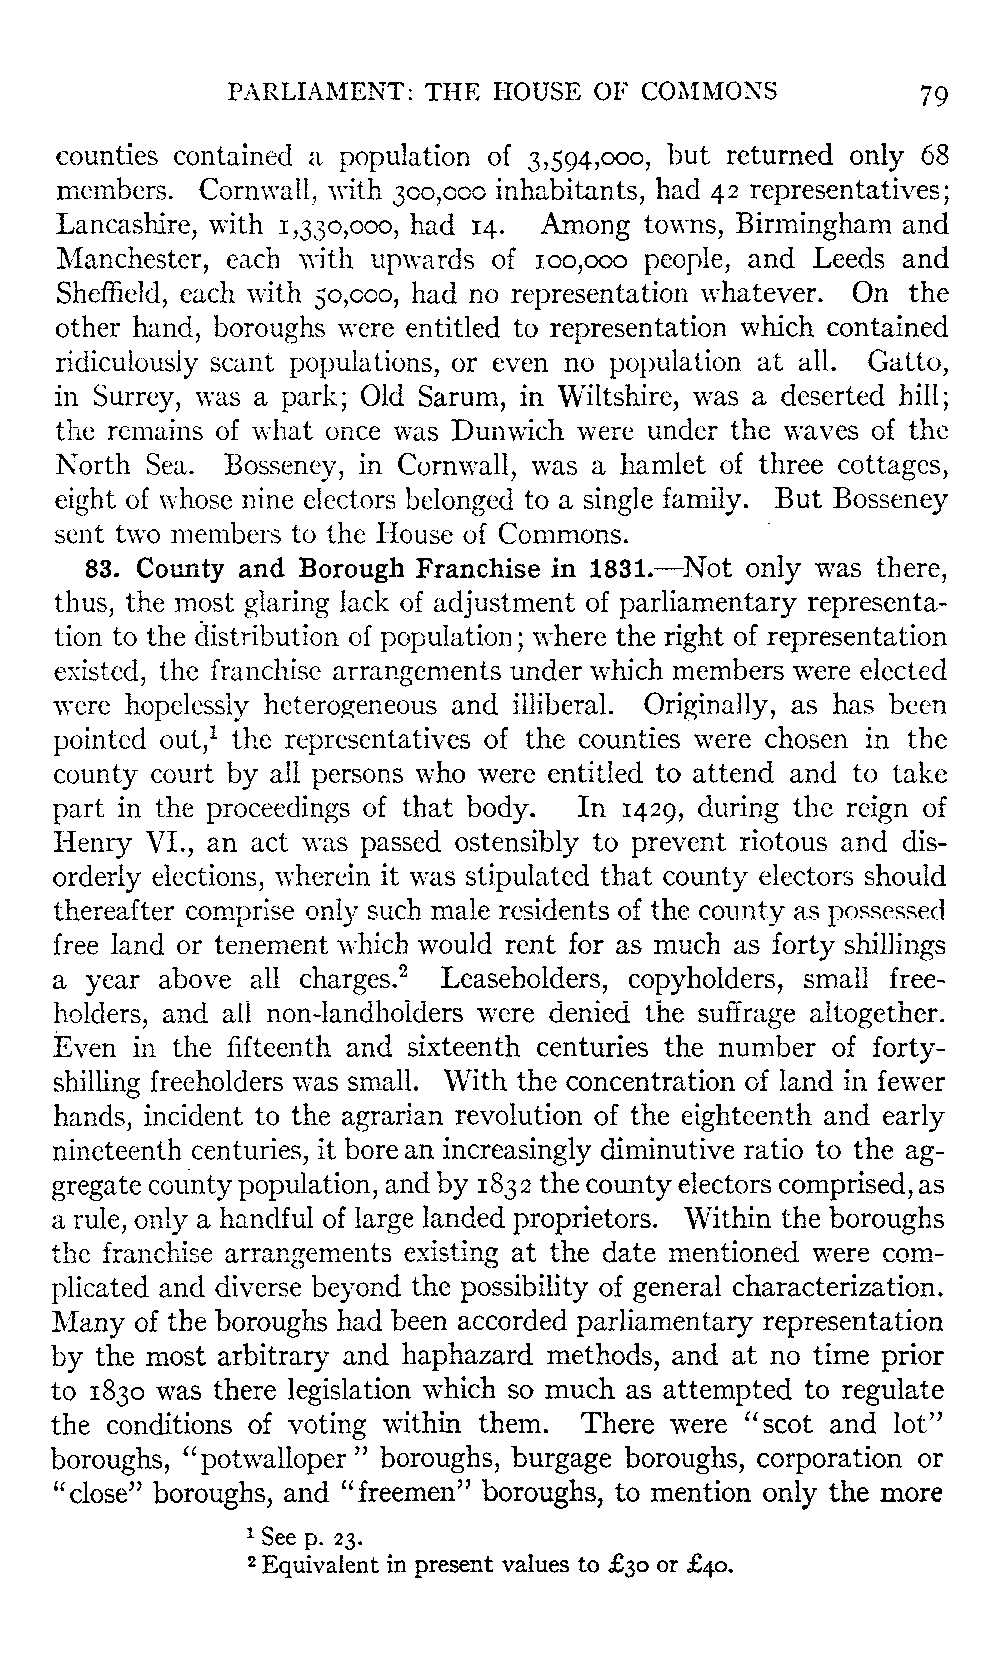 PARLIAMENT: THE HOUSE OF COMMONS 79
counties contained a population of 3,594,000, but returned only 68
members. Cornwall, with 300,000 inhabitants, had 42 representatives;
Lancashire, with 1,330,000, had 14. Among towns, Birmingham and
Manchester, each with upwards of 100,000 people, and Leeds and
Sheffield, each with 50,000, had no representation whatever. On the
other hand, boroughs were entitled to representation which contained
ridiculously scant populations, or even no population at all. Gatto,
in Surrey, was a park; Old Sarum, in Wiltshire, was a deserted hill;
the remains of what once was Dunwich were under the waves of the
North Sea. Bosseney, in Cornwall, was a hamlet of three cottages,
eight of whose nine electors belonged to a single family. But Bosseney
sent two members to the House of Commons.
83. County and Borough Franchise in 1831.—Not only was there,
thus, the most glaring lack of adjustment of parliamentary representa-
tion to the distribution of population; where the right of representation
existed, the franchise arrangements under which members were elected
were hopelessly heterogeneous and illiberal. Originally, as has been
pointed out,¹ the representatives of the counties were chosen in the
county court by all persons who were entitled to attend and to take
part in the proceedings of that body. In 1429, during the reign of
Henry VI., an act was passed ostensibly to prevent riotous and dis-
orderly elections, wherein it was stipulated that county electors should
thereafter comprise only such male residents of the county as possessed
free land or tenement which would rent for as much as forty shillings
a year above all charges.² Leaseholders, copyholders, small free-
holders, and all non-landholders were denied the suffrage altogether.
Even in the fifteenth and sixteenth centuries the number of forty-
shilling freeholders was small. With the concentration of land in fewer
hands, incident to the agrarian revolution of the eighteenth and early
nineteenth centuries, it bore an increasingly diminutive ratio to the ag-
gregate county population, and by 1832 the county electors comprised, as
a rule, only a handful of large landed proprietors. Within the boroughs
the franchise arrangements existing at the date mentioned were com-
plicated and diverse beyond the possibility of general characterization.
Many of the boroughs had been accorded parliamentary representation
by the most arbitrary and haphazard methods, and at no time prior
to 1830 was there legislation which so much as attempted to regulate
the conditions of voting within them. There were "scot and lot"
boroughs, "potwalloper" boroughs, burgage boroughs, corporation or
"close" boroughs, and "freemen" boroughs, to mention only the more
¹ See p. 23.
² Equivalent in present values to £30 or £40.